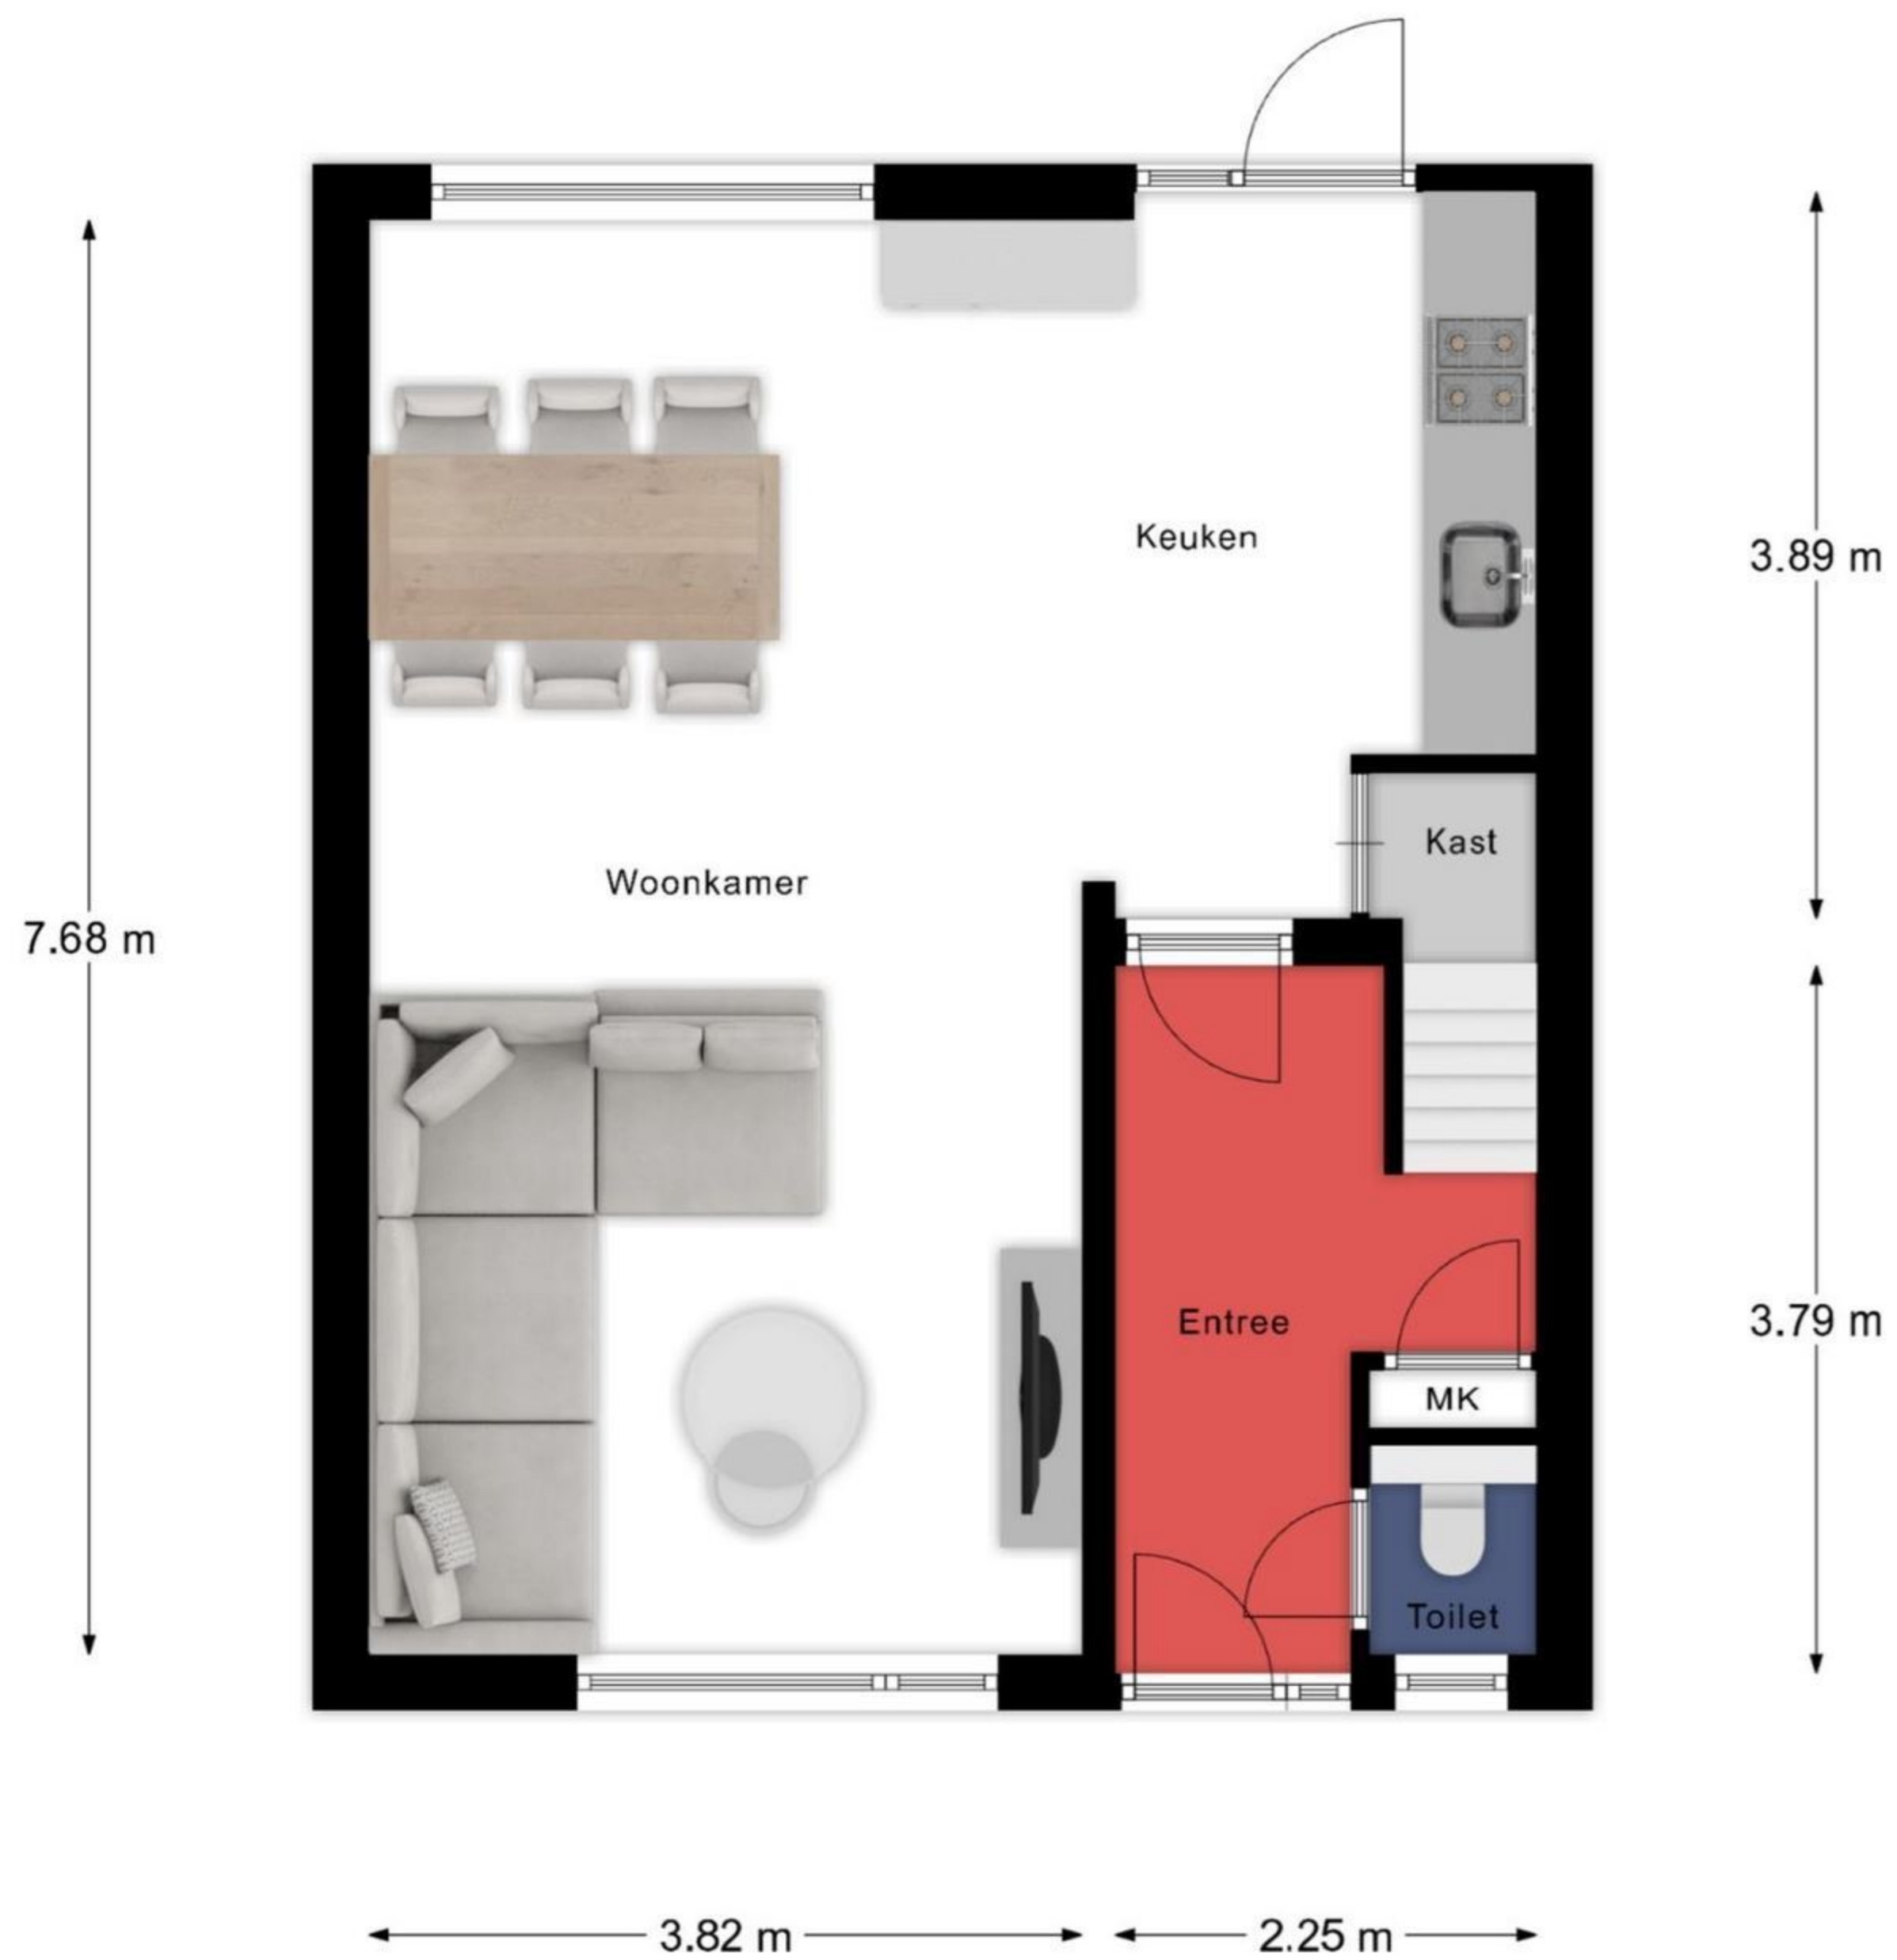 Keuken
3.89 m
Kast
Woonkamer
7.68 m
Entree
3.79 m
MK
Toilet
3.82 m
2.25 m